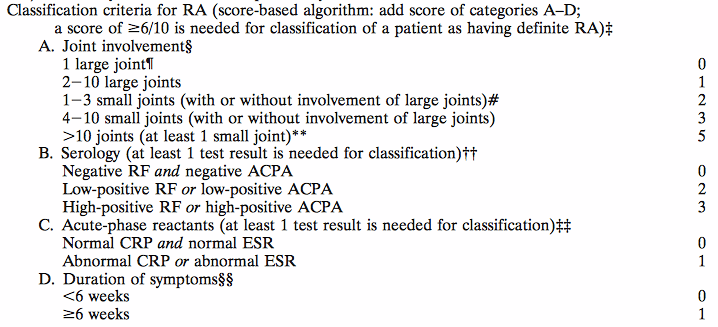 Classification criteria for RA (score-based algorithm: add score of categories A–D;
a score of ≥6/10 is needed for classification of a patient as having definite RA)‡
A. Joint involvement§
1 large joint¶ 0
2–10 large joints 1
1–3 small joints (with or without involvement of large joints)# 2
4–10 small joints (with or without involvement of large joints) 3
>10 joints (at least 1 small joint)** 5
B. Serology (at least 1 test result is needed for classification)††
Negative RF and negative ACPA 0
Low-positive RF or low-positive ACPA 2
High-positive RF or high-positive ACPA 3
C. Acute-phase reactants (at least 1 test result is needed for classification)‡‡
Normal CRP and normal ESR 0
Abnormal CRP or abnormal ESR 1
D. Duration of symptoms§§
<6 weeks 0
≥6 weeks 1